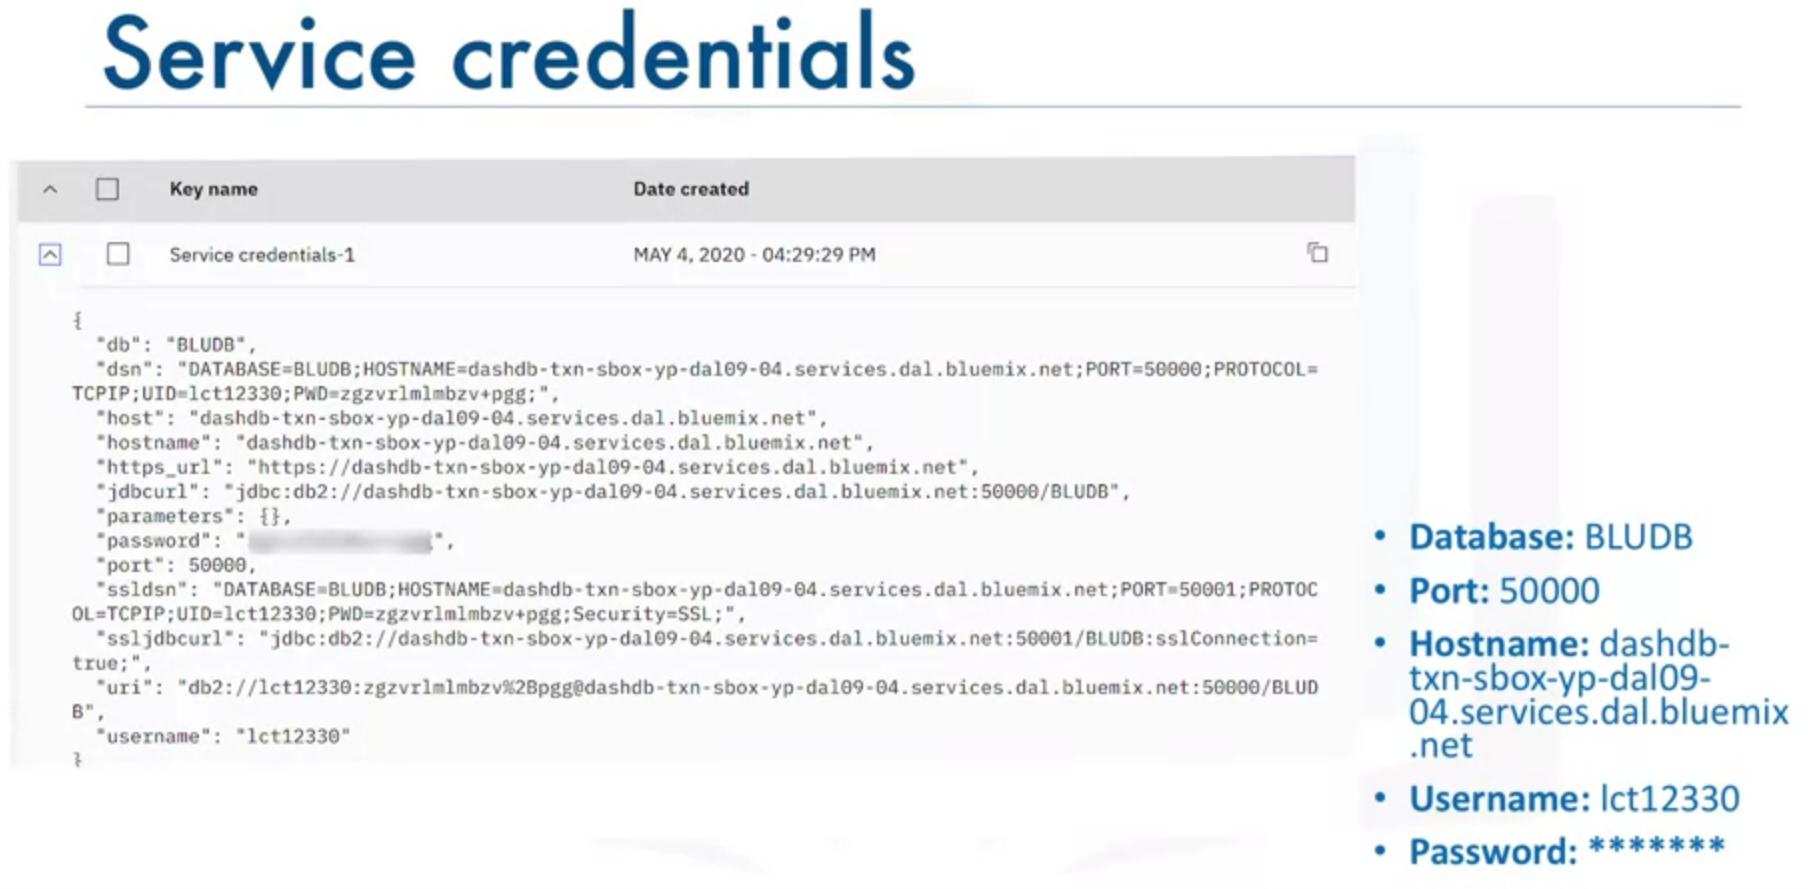 Service credentials
Key name Date created
Service credentials-1 MAY 4, 2020 - 04:29:29 PM
{
"db": "BLUDB",
"dsn": "DATABASE=BLUDB;HOSTNAME=dashdb-txn-sbox-yp-dal09-04.services.dal.bluemix.net;PORT=50000;PROTOCOL=
TCPIP;UID=lct12330;PWD=zgzvrlmlmbzv+pgg;",
"host": "dashdb-txn-sbox-yp-dal09-04.services.dal.bluemix.net",
"hostname": "dashdb-txn-sbox-yp-dal09-04.services.dal.bluemix.net",
"https_url": "https://dashdb-txn-sbox-yp-dal09-04.services.dal.bluemix.net",
"jdbcurl": "jdbc:db2://dashdb-txn-sbox-yp-dal09-04.services.dal.bluemix.net:50000/BLUDB",
"parameters": {},
"password": " ",
"port": 50000,
"ssldsn": "DATABASE=BLUDB;HOSTNAME=dashdb-txn-sbox-yp-dal09-04.services.dal.bluemix.net;PORT=50001;PROTOC
OL=TCPIP;UID=lct12330;PWD=zgzvrlmlmbzv+pgg;Security=SSL;",
"ssljdbcurl": "jdbc:db2://dashdb-txn-sbox-yp-dal09-04.services.dal.bluemix.net:50001/BLUDB:sslConnection=
true;",
"uri": "db2://lct12330:zgzvrlmlmbzv%2Bpgg@dashdb-txn-sbox-yp-dal09-04.services.dal.bluemix.net:50000/BLUD
B",
"username": "lct12330"
}
• Database: BLUDB
• Port: 50000
• Hostname: dashdb-
txn-sbox-yp-dal09-
04.services.dal.bluemix
.net
• Username: lct12330
• Password: *******